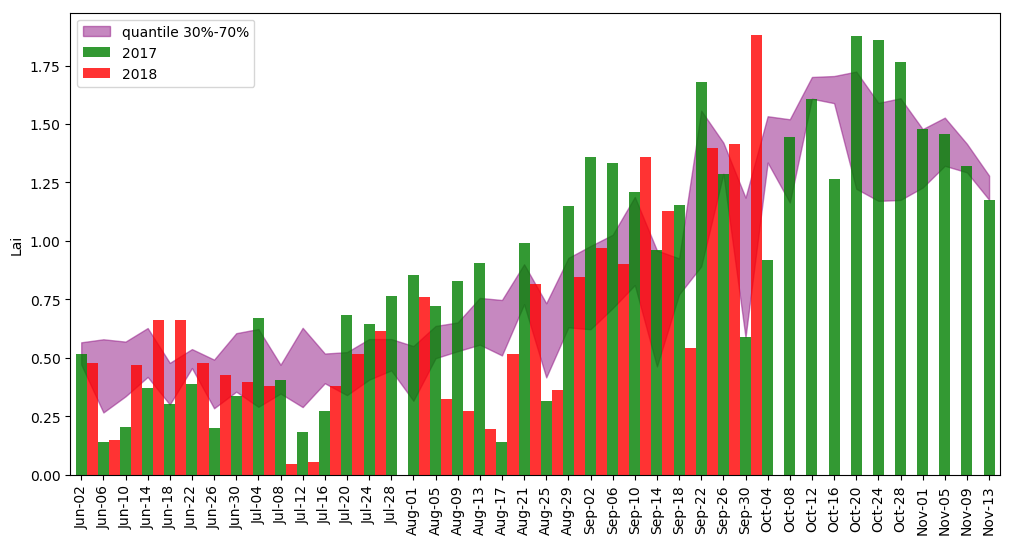 quantile 30%-70%
2017
2018
1.75
1.50
1.25
1.00
0.75
0.50
0.25
0.00
Lai
Jun-02
Jun-06
Jun-10
Jun-14
Jun-18
Jun-22
Jun-26
Jun-30
Jul-04
Jul-08
Jul-12
Jul-16
Jul-20
Jul-24
Jul-28
Aug-01
Aug-05
Aug-09
Aug-13
Aug-17
Aug-21
Aug-25
Aug-29
Sep-02
Sep-06
Sep-10
Sep-14
Sep-18
Sep-22
Sep-26
Sep-30
Oct-04
Oct-08
Oct-12
Oct-16
Oct-20
Oct-24
Oct-28
Nov-01
Nov-05
Nov-09
Nov-13